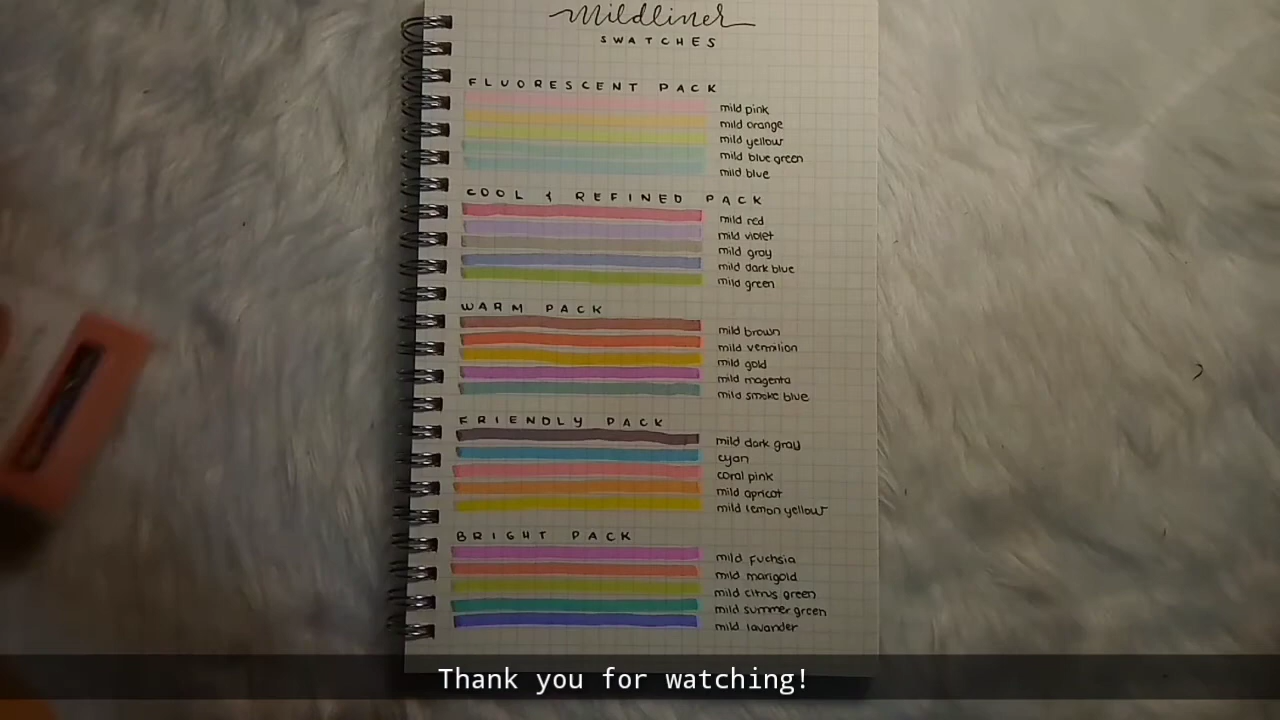 Mildliner
SWATCHES
FLUORESCENT PACK
mild pink
mild orange
mild yellow
mild blue green
mild blue
COOL & REFINED PACK
mild red
mild violet
mild gray
mild dark blue
mild green
WARM PACK
mild brown
mild vermilion
mild gold
mild magenta
mild smoke blue
FRIENDLY PACK
mild dark gray
cyan
coral pink
mild apricot
mild lemon yellow
BRIGHT PACK
mild fuchsia
mild marigold
mild citrus green
mild summer green
mild lavander
Thank you for watching!